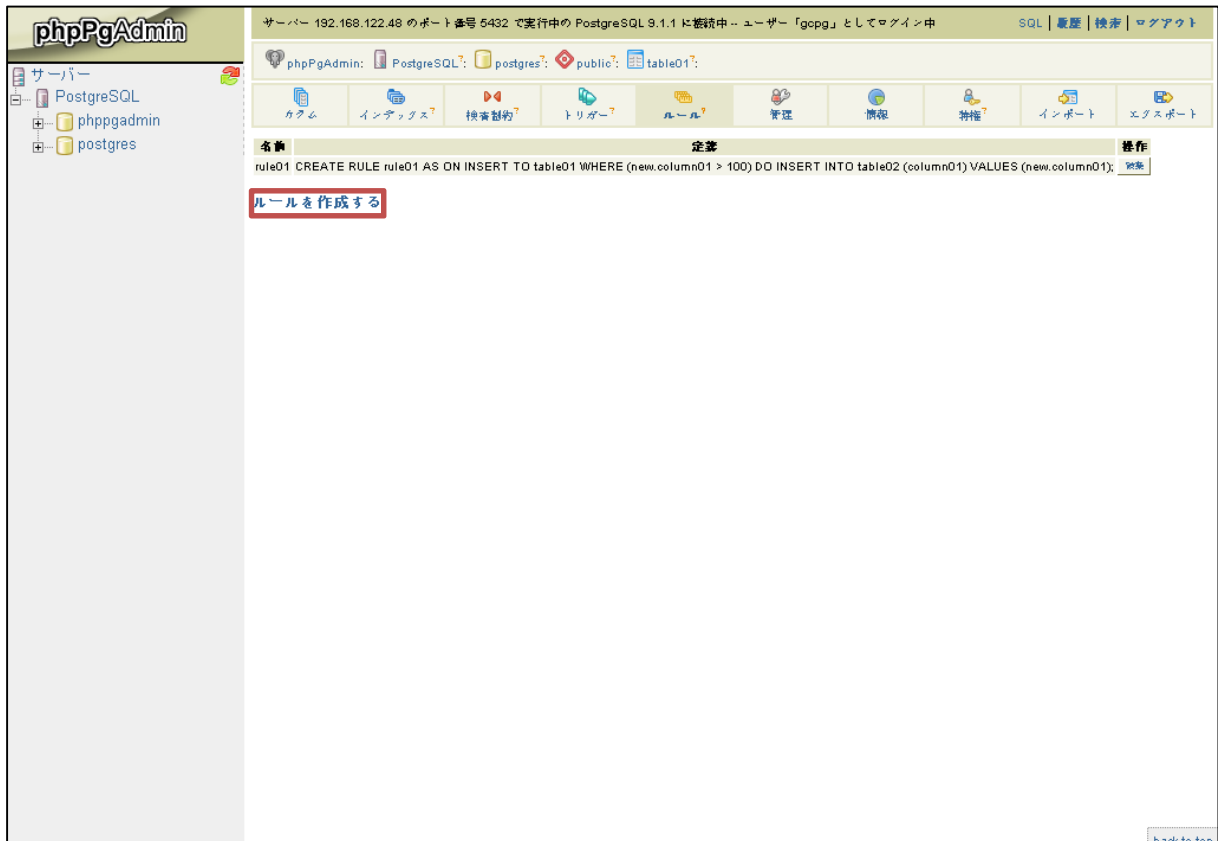 phpPgAdmin
サーバー 192.168.122.48 のポート番号 5432 で実行中の PostgreSQL 9.1.1 に接続中 -- ユーザー「gcpg」としてログイン中
SQL | 履歴 | 検索 | ログアウト
phpPgAdmin: PostgreSQL?: postgres?: public?: table01?:
サーバー
PostgreSQL
phppgadmin
postgres
カラム インデックス? 検査制約? トリガー? ルール? 管理 情報 特権? インポート エクスポート
名前 定義 操作
rule01 CREATE RULE rule01 AS ON INSERT TO table01 WHERE (new.column01 > 100) DO INSERT INTO table02 (column01) VALUES (new.column01); 破棄
ルールを作成する
back to top